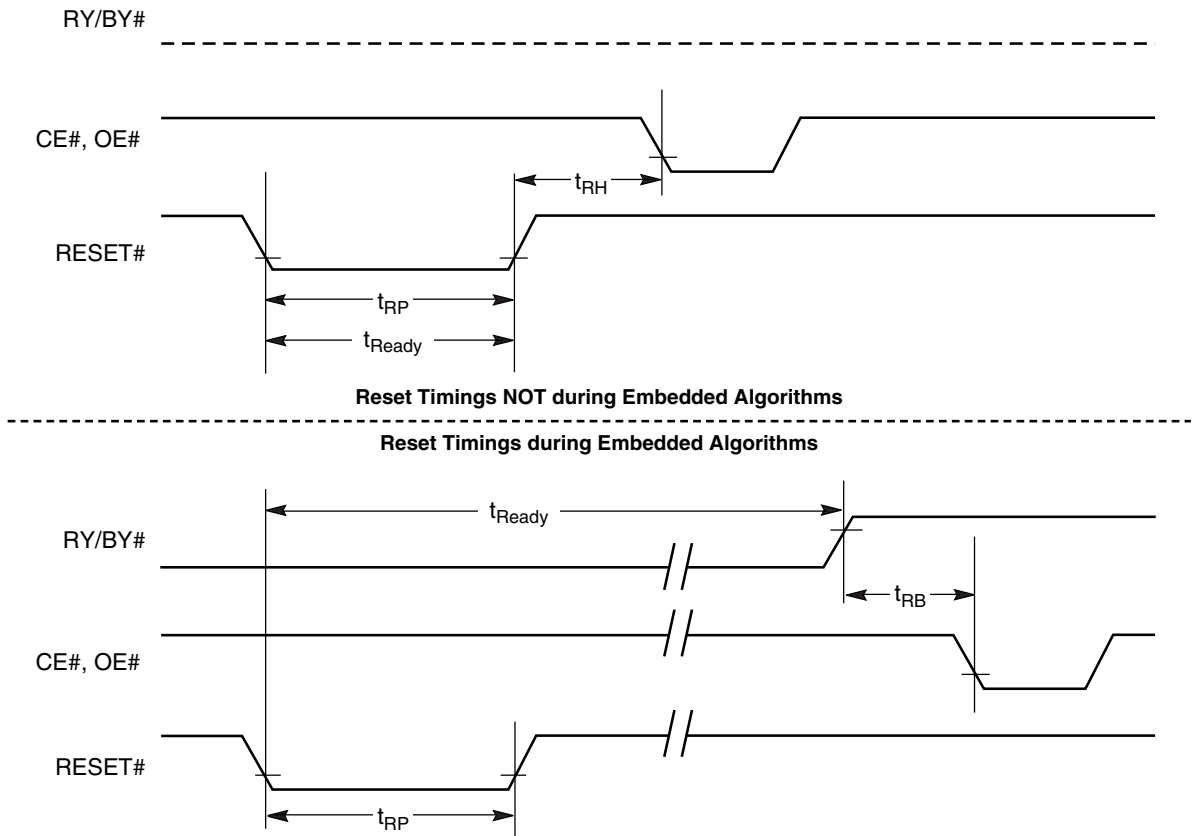 RY/BY#
CE#, OE#
tRH
RESET#
tRP
tReady
Reset Timings NOT during Embedded Algorithms
Reset Timings during Embedded Algorithms
tReady
RY/BY#
tRB
CE#, OE#
RESET#
tRP